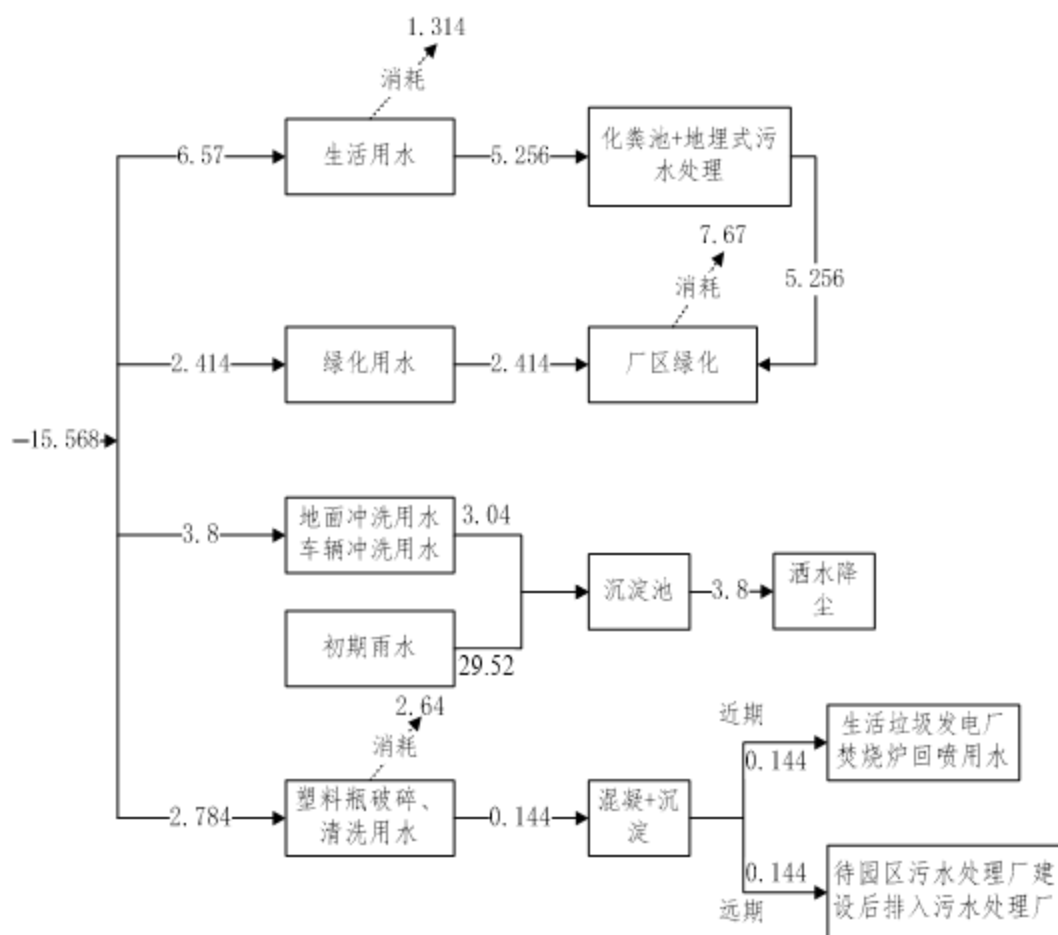 1.314
消耗
6.57
生活用水
5.256
化粪池+地埋式污
水处理
7.67
消耗
5.256
2.414
绿化用水
2.414
厂区绿化
15.568
3.8
地面冲洗用水
车辆冲洗用水
3.04
沉淀池
3.8
洒水降
尘
初期雨水
29.52
2.64
消耗
2.784
塑料瓶破碎、
清洗用水
0.144
混凝+沉
淀
近期
0.144
生活垃圾发电厂
焚烧炉回喷用水
0.144
远期
待园区污水处理厂建
设后排入污水处理厂